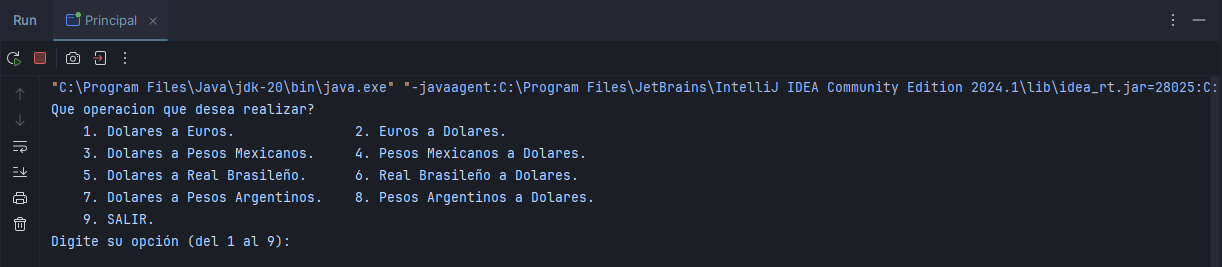 Run Principal
"C:\Program Files\Java\jdk-20\bin\java.exe" "-javaagent:C:\Program Files\JetBrains\IntelliJ IDEA Community Edition 2024.1\lib\idea_rt.jar=28025:C:
Que operacion que desea realizar?
1. Dolares a Euros. 2. Euros a Dolares.
3. Dolares a Pesos Mexicanos. 4. Pesos Mexicanos a Dolares.
5. Dolares a Real Brasileño. 6. Real Brasileño a Dolares.
7. Dolares a Pesos Argentinos. 8. Pesos Argentinos a Dolares.
9. SALIR.
Digite su opción (del 1 al 9):